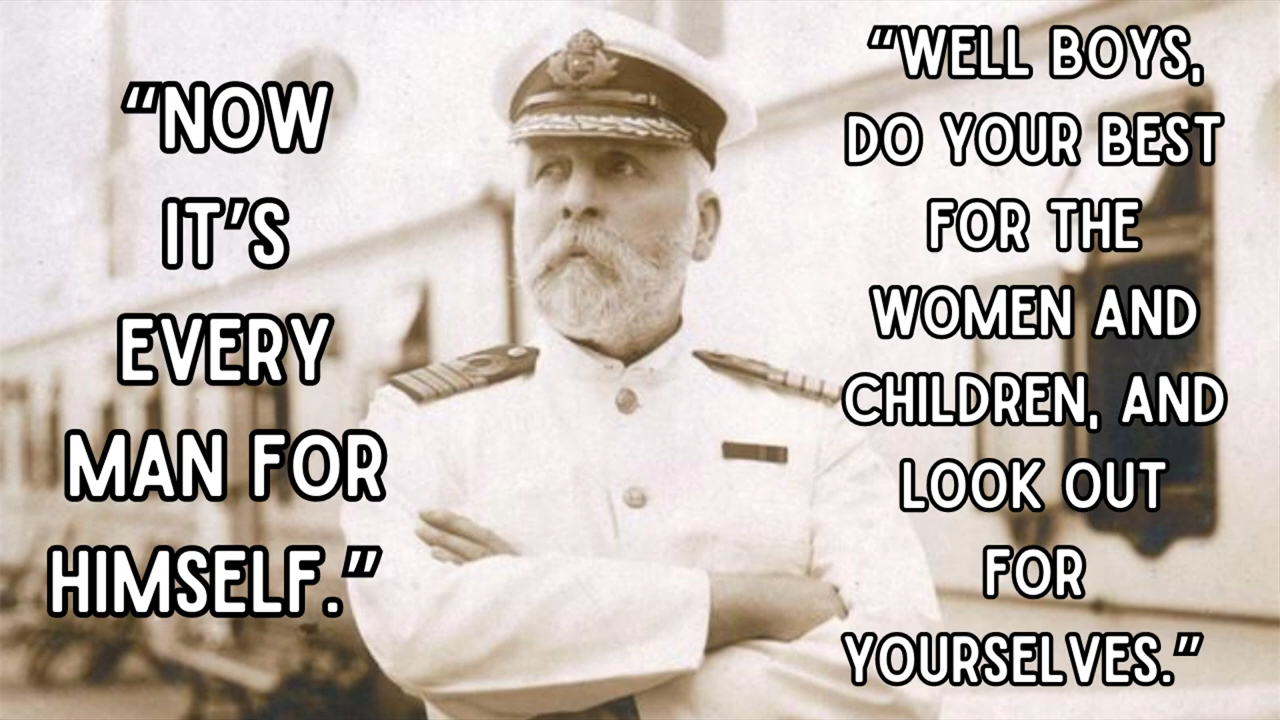 “NOW
IT’S
EVERY
MAN FOR
HIMSELF.”
“WELL BOYS,
DO YOUR BEST
FOR THE
WOMEN AND
CHILDREN, AND
LOOK OUT
FOR
YOURSELVES.”